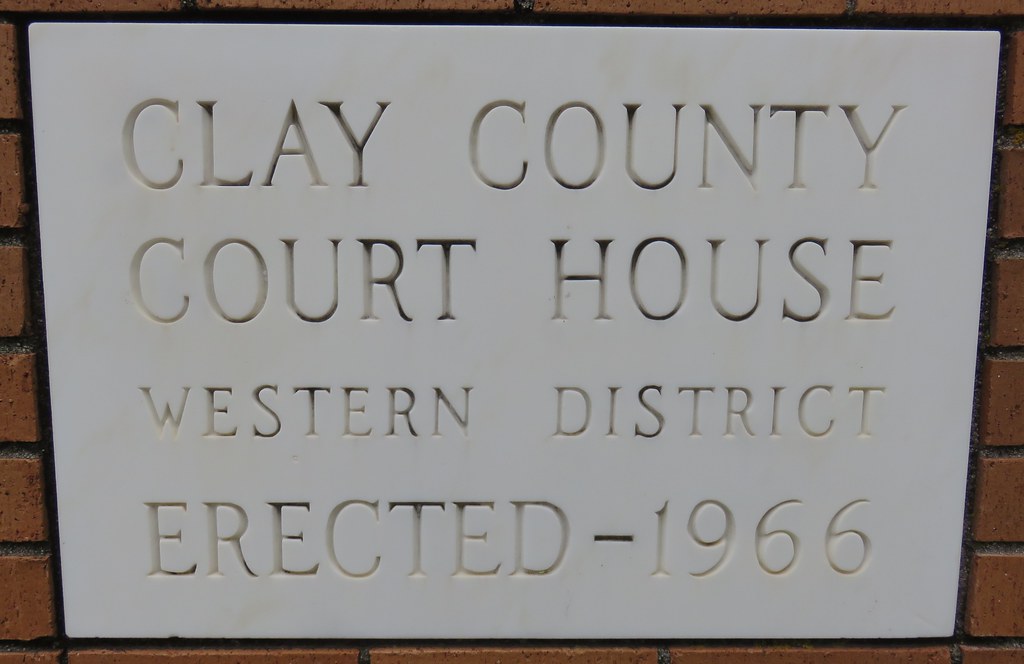 CLAY COUNTY
COURT HOUSE
WESTERN DISTRICT
ERECTED-1966